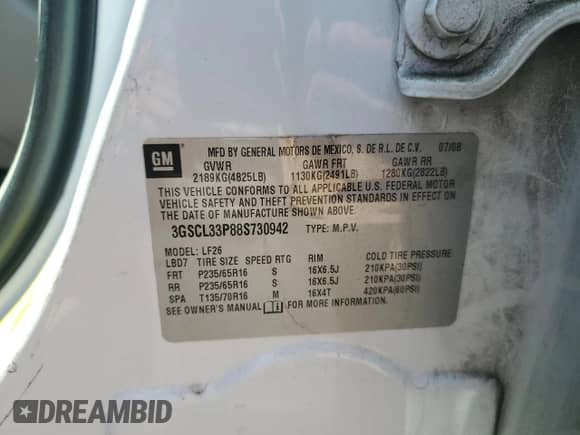 GM MFD BY GENERAL MOTORS DE MEXICO, S. DE R.L. DE C.V. 07/08
GVWR GAWR FRT GAWR RR
2189KG(4825LB) 1130KG(2491LB) 1280KG(2822LB)
THIS VEHICLE CONFORMS TO ALL APPLICABLE U.S. FEDERAL MOTOR
VEHICLE SAFETY AND THEFT PREVENTION STANDARDS IN EFFECT ON
THE DATE OF MANUFACTURE SHOWN ABOVE.
3GSCL33P88S730942 TYPE: M.P.V.
MODEL: LF26
LBD7 TIRE SIZE SPEED RTG RIM COLD TIRE PRESSURE
FRT P235/65R16 S 16X6.5J 210KPA(30PSI)
RR P235/65R16 S 16X6.5J 210KPA(30PSI)
SPA T135/70R16 M 16X4T 420KPA(60PSI)
SEE OWNER'S MANUAL FOR MORE INFORMATION.
DREAMBID